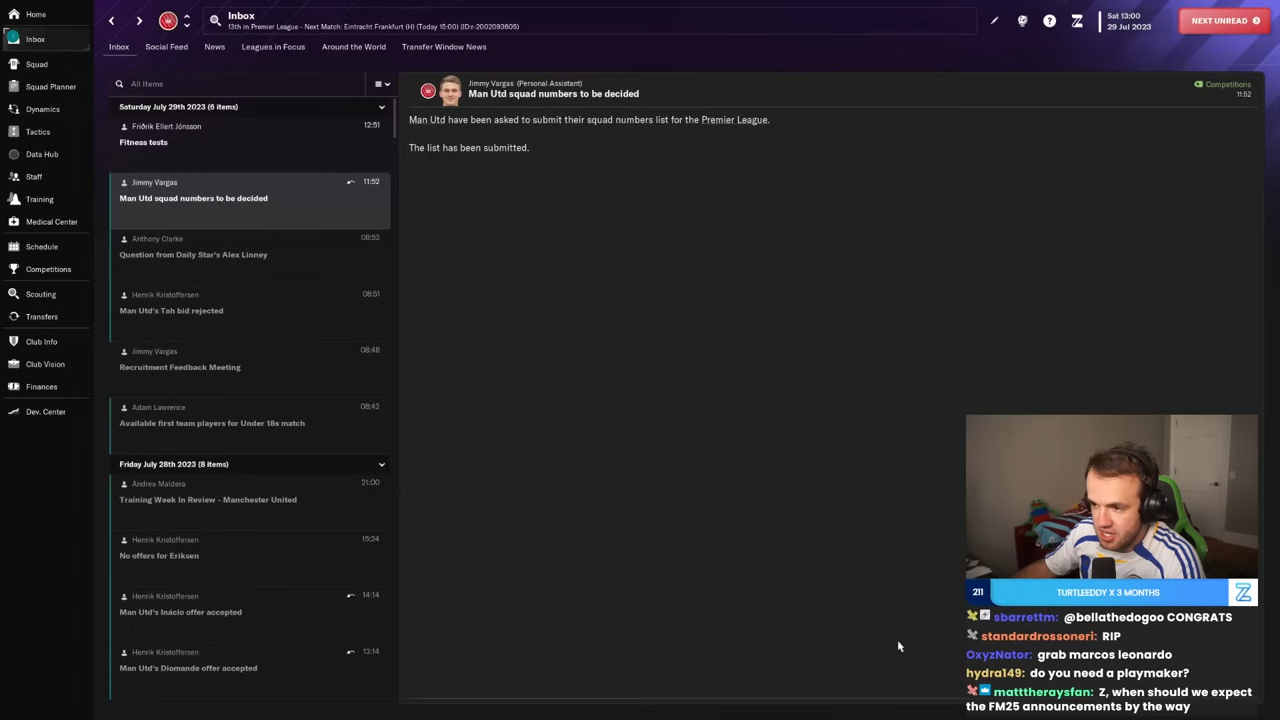 Home
Inbox
Squad
Squad Planner
Dynamics
Tactics
Data Hub
Staff
Training
Medical Center
Schedule
Competitions
Scouting
Transfers
Club Info
Club Vision
Finances
Dev. Center
Inbox
13th in Premier League - Next Match: Eintracht Frankfurt (H) (Today 15:00) (ID:r-2002093605)
Sat 13:00
29 Jul 2023
NEXT UNREAD
Inbox
Social Feed
News
Leagues in Focus
Around the World
Transfer Window News
All Items
Saturday July 29th 2023 (6 items)
Friðrik Ellert Jónsson 12:51
Fitness tests
Jimmy Vargas 11:52
Man Utd squad numbers to be decided
Anthony Clarke 08:53
Question from Daily Star's Alex Linney
Henrik Kristoffersen 08:51
Man Utd's Tah bid rejected
Jimmy Vargas 08:48
Recruitment Feedback Meeting
Adam Lawrence 08:42
Available first team players for Under 18s match
Friday July 28th 2023 (8 items)
Andrea Maldera 21:00
Training Week In Review - Manchester United
Henrik Kristoffersen 15:24
No offers for Eriksen
Henrik Kristoffersen 14:14
Man Utd's Inácio offer accepted
Henrik Kristoffersen 13:14
Man Utd's Diomande offer accepted
Jimmy Vargas (Personal Assistant)
Man Utd squad numbers to be decided
Competitions
11:52
Man Utd have been asked to submit their squad numbers list for the Premier League.
The list has been submitted.
211 TURTLEEDDY X 3 MONTHS
sbarrettm: @bellathedogoo CONGRATS
standardrossoneri: RIP
OxyzNator: grab marcos leonardo
hydra149: do you need a playmaker?
matttheraysfan: Z, when should we expect
the FM25 announcements by the way